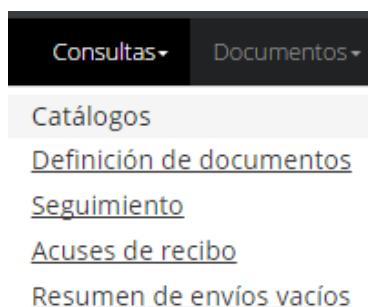 Consultas Documentos
Catálogos
Definición de documentos
Seguimiento
Acuses de recibo
Resumen de envíos vacíos